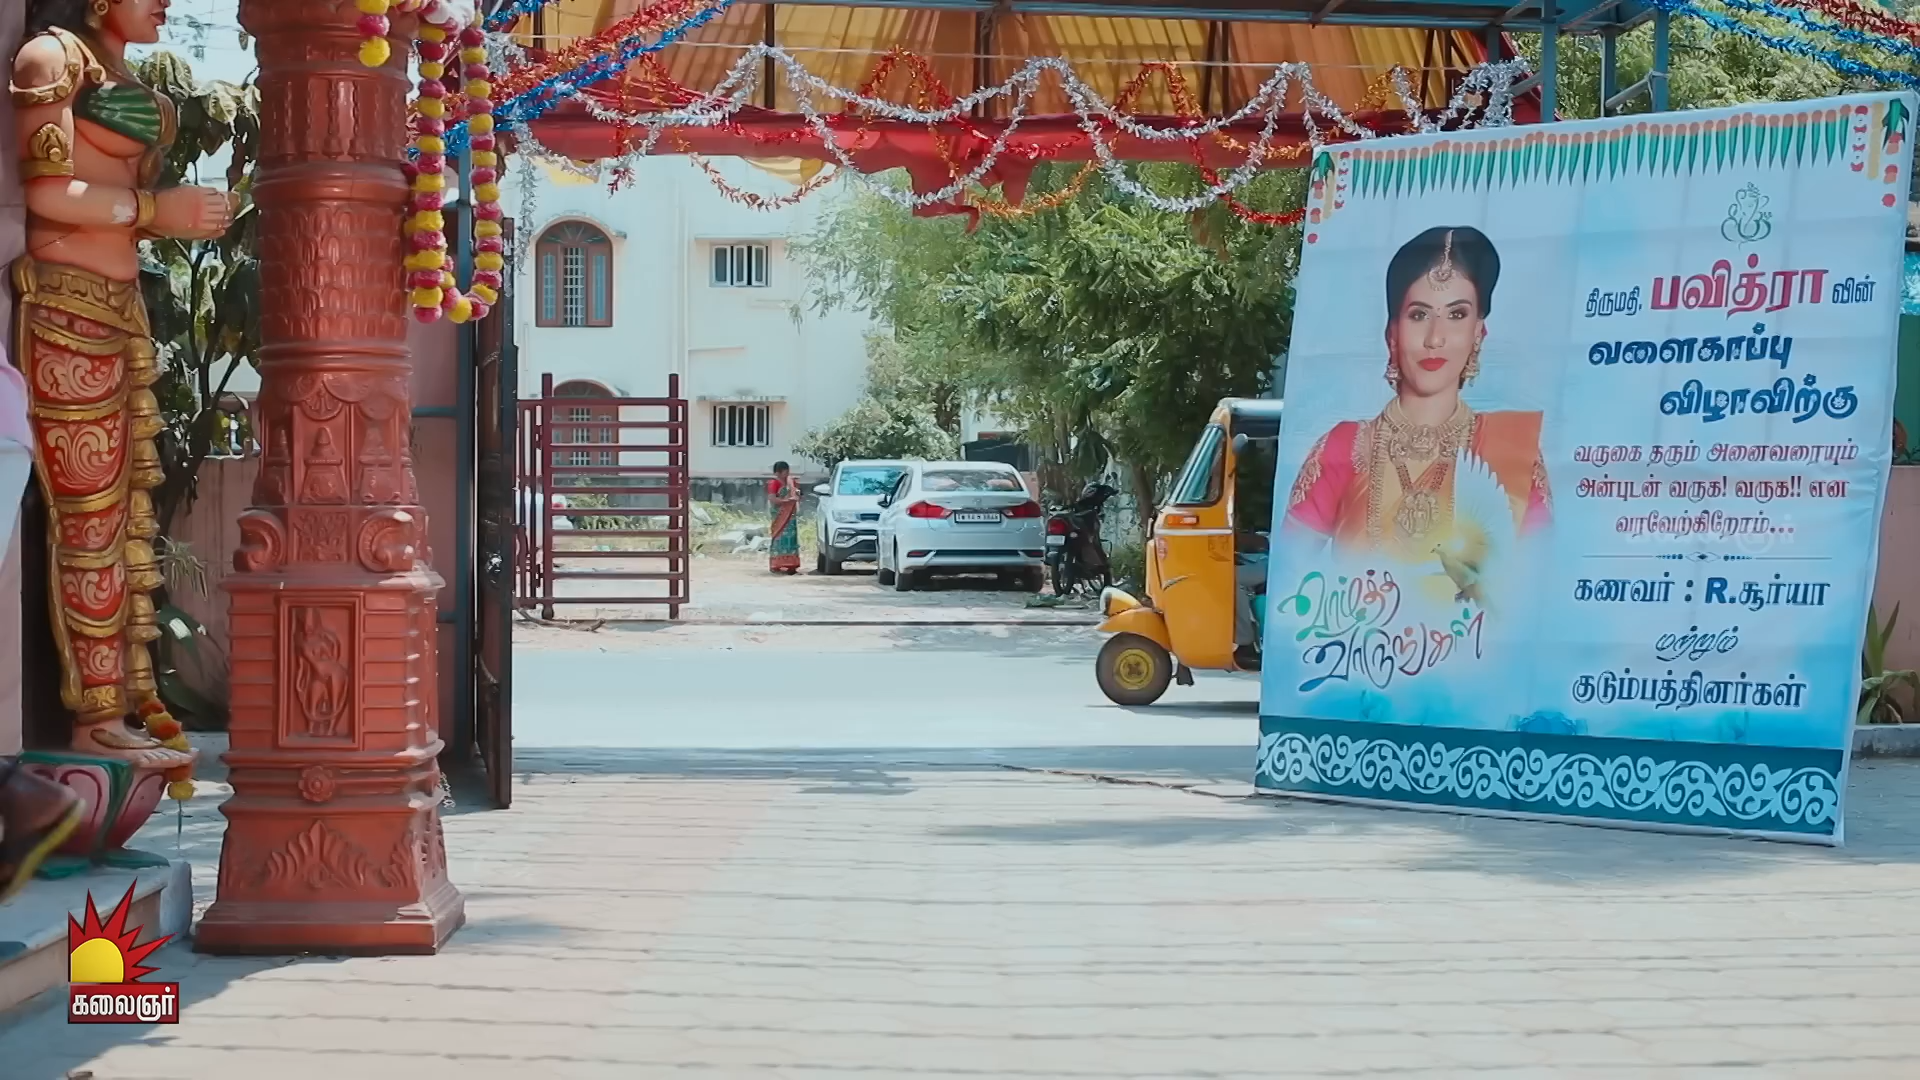 திருமதி. பவித்ரா வின்
வளைகாப்பு
விழாவிற்கு
வருகை தரும் அனைவரையும்
அன்புடன் வருக! வருக!! என
வரவேற்கிறோம்...
கணவர் : R.சூர்யா
மற்றும்
குடும்பத்தினர்கள்
வாழ்த்த
வாருங்கள்
கலைஞர்